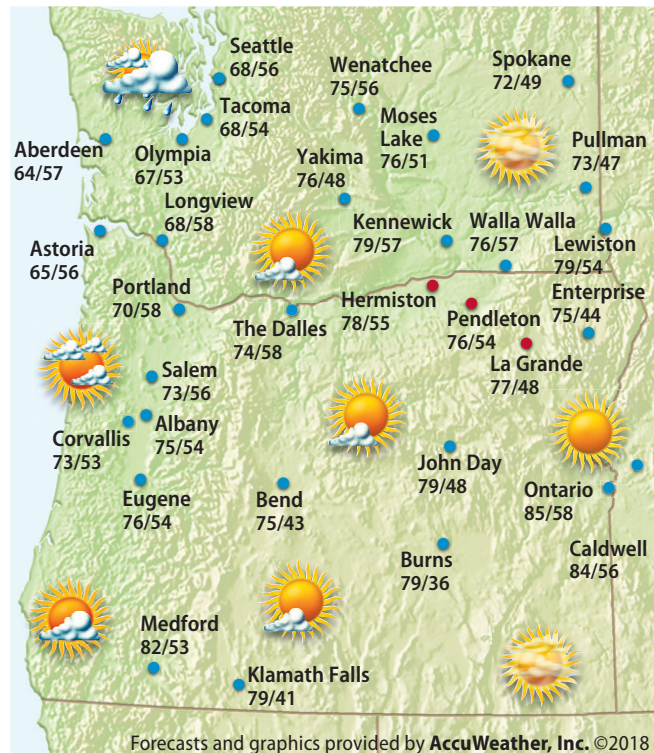 Seattle
68/56
Wenatchee
75/56
Spokane
72/49
Tacoma
68/54
Moses
Lake
76/51
Aberdeen
64/57
Olympia
67/53
Yakima
76/48
Pullman
73/47
Longview
68/58
Kennewick
79/57
Walla Walla
76/57
Lewiston
79/54
Astoria
65/56
Portland
70/58
The Dalles
74/58
Hermiston
78/55
Pendleton
76/54
Enterprise
75/44
La Grande
77/48
Salem
73/56
Albany
75/54
Corvallis
73/53
John Day
79/48
Eugene
76/54
Bend
75/43
Ontario
85/58
Burns
79/36
Caldwell
84/56
Medford
82/53
Klamath Falls
79/41
Forecasts and graphics provided by AccuWeather, Inc. ©2018